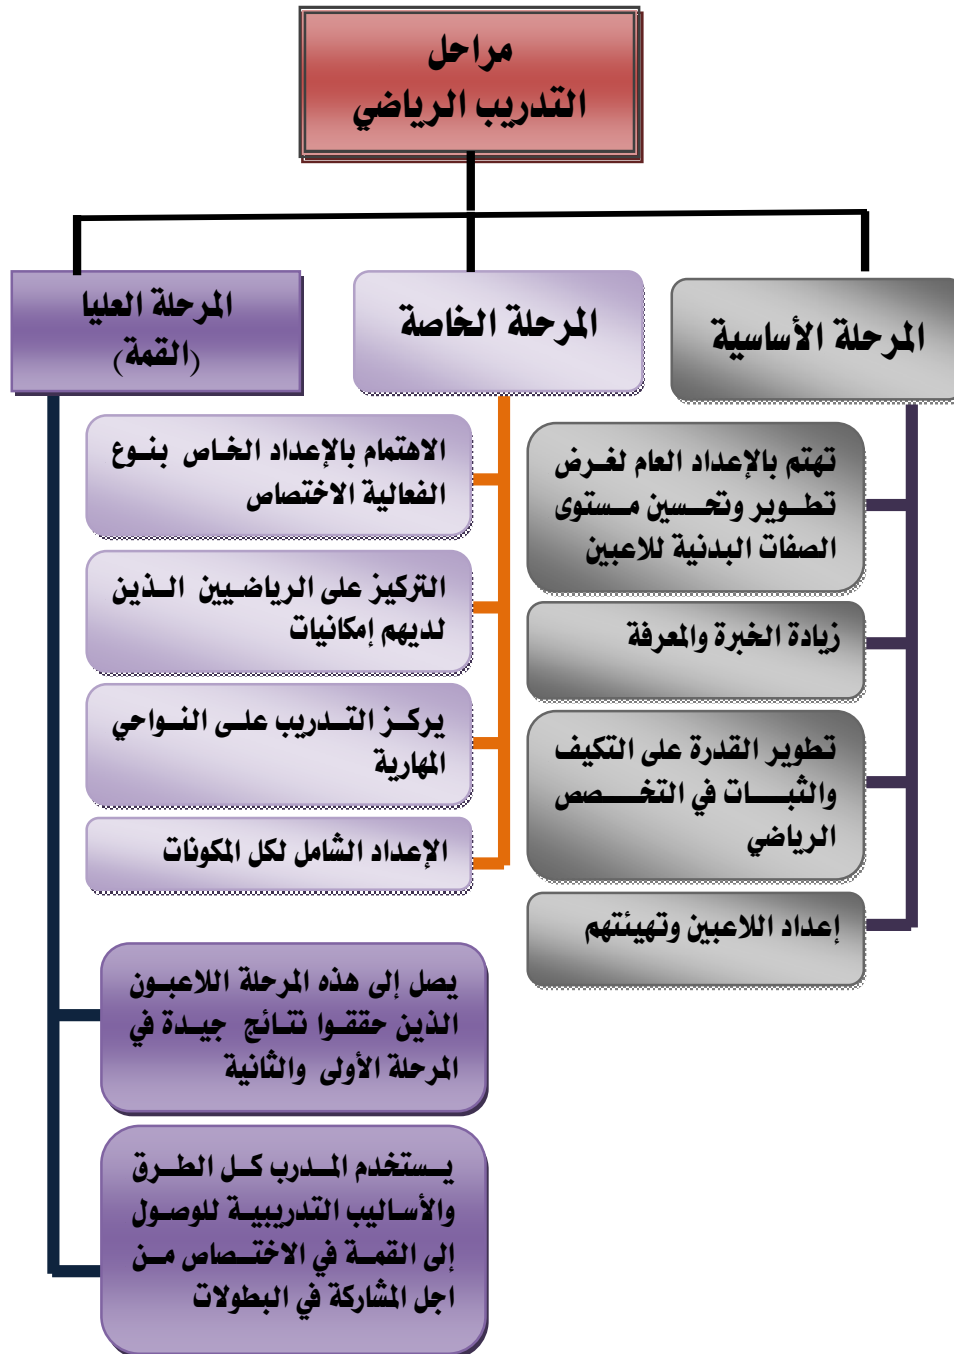 مراحل
التدريب الرياضي
المرحلة الأساسية
تهتم بالإعداد العام لغرض
تطوير وتحسين مستوى
الصفات البدنية للاعبين
زيادة الخبرة والمعرفة
تطوير القدرة على التكيف
والثبات في التخصص
الرياضي
إعداد اللاعبين وتهيئتهم
المرحلة الخاصة
الاهتمام بالإعداد الخاص بنوع
الفعالية الاختصاص
التركيز على الرياضيين الذين
لديهم إمكانيات
يركز التدريب على النواحي
المهارية
الإعداد الشامل لكل المكونات
المرحلة العليا
(القمة)
يصل إلى هذه المرحلة اللاعبون
الذين حققوا نتائج جيدة في
المرحلة الأولى والثانية
يستخدم المدرب كل الطرق
والأساليب التدريبية للوصول
إلى القمة في الاختصاص من
اجل المشاركة في البطولات